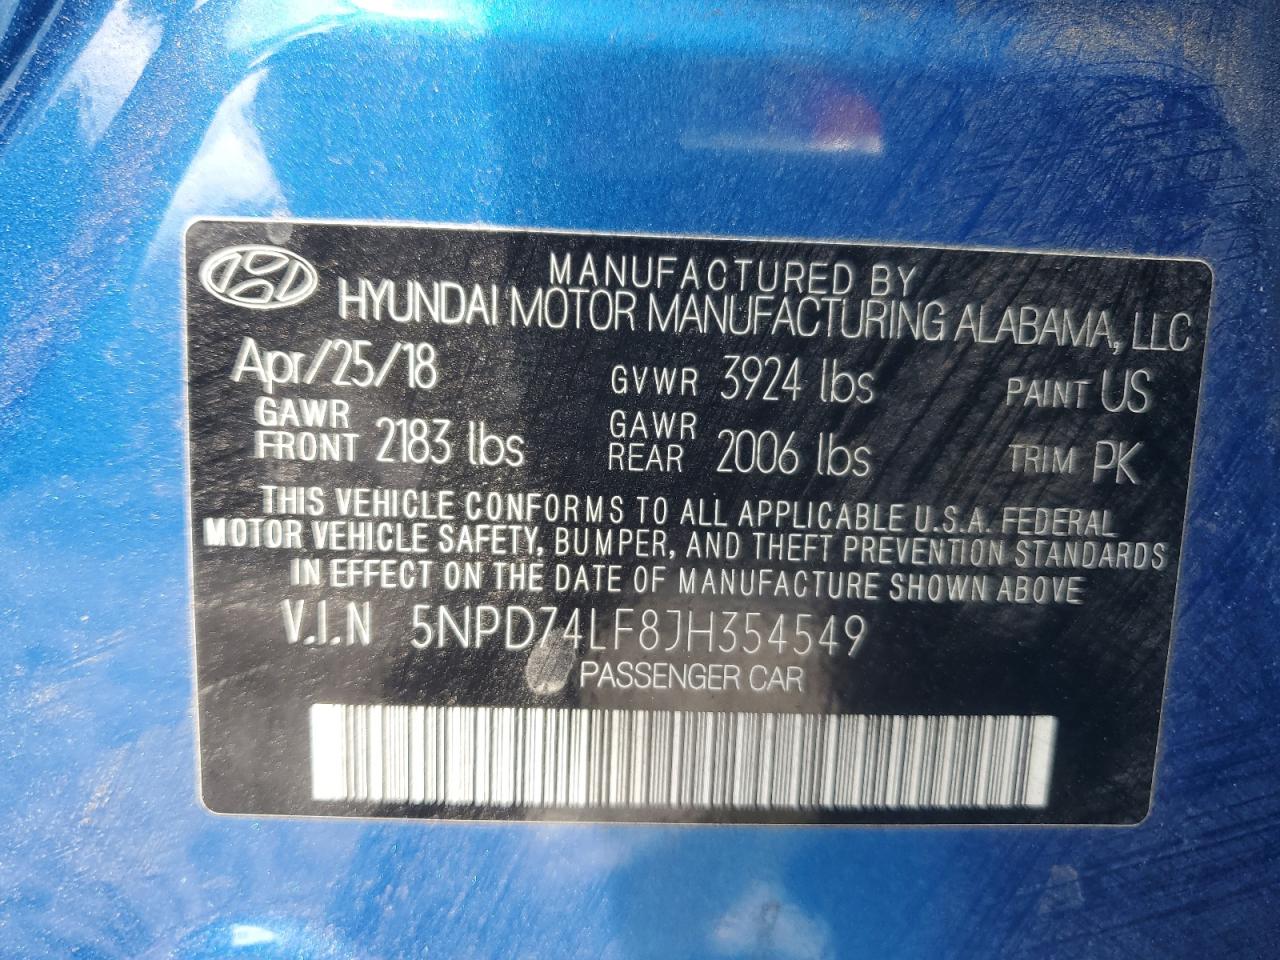 MANUFACTURED BY
HYUNDAI MOTOR MANUFACTURING ALABAMA, LLC
Apr/25/18 GVWR 3924 lbs PAINT US
GAWR FRONT 2183 lbs GAWR REAR 2006 lbs TRIM PK
THIS VEHICLE CONFORMS TO ALL APPLICABLE U.S.A. FEDERAL
MOTOR VEHICLE SAFETY, BUMPER, AND THEFT PREVENTION STANDARDS
IN EFFECT ON THE DATE OF MANUFACTURE SHOWN ABOVE
V.I.N 5NPD74LF8JH354549
PASSENGER CAR